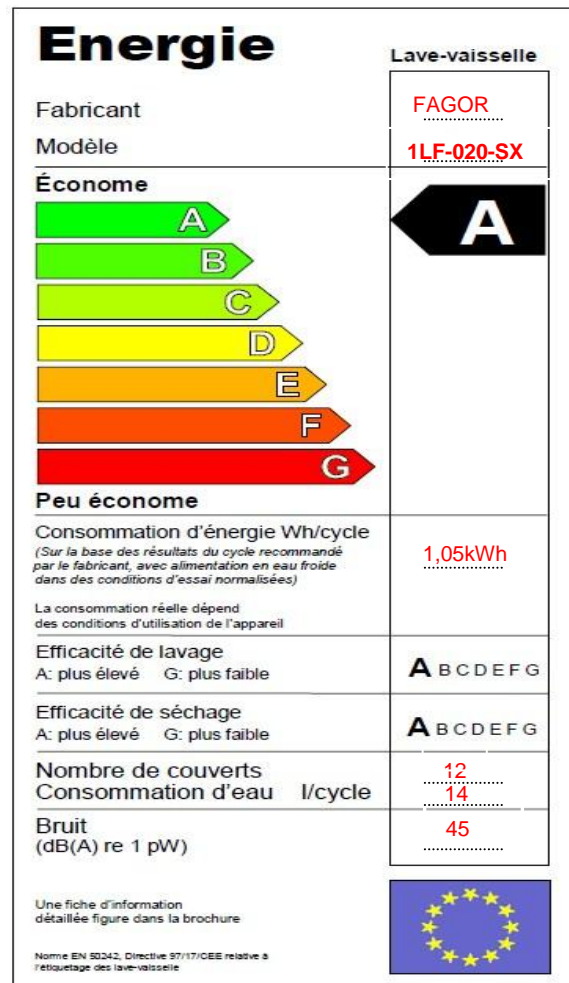 Energie
Lave-vaisselle
Fabricant
FAGOR
Modèle
1LF-020-SX
Économe
A
A
B
C
D
E
F
G
Peu économe
Consommation d'énergie Wh/cycle
(Sur la base des résultats du cycle recommandé
par le fabricant, avec alimentation en eau froide
dans des conditions d'essai normalisées)
1,05kWh
La consommation réelle dépend
des conditions d'utilisation de l'appareil
Efficacité de lavage
A: plus élevé G: plus faible
A B C D E F G
Efficacité de séchage
A: plus élevé G: plus faible
A B C D E F G
Nombre de couverts
12
Consommation d'eau l/cycle
14
Bruit
(dB(A) re 1 pW)
45
Une fiche d'information
détaillée figure dans la brochure
Norme EN 50242, Directive 97/17/CEE relative à
l'étiquetage des lave-vaisselle